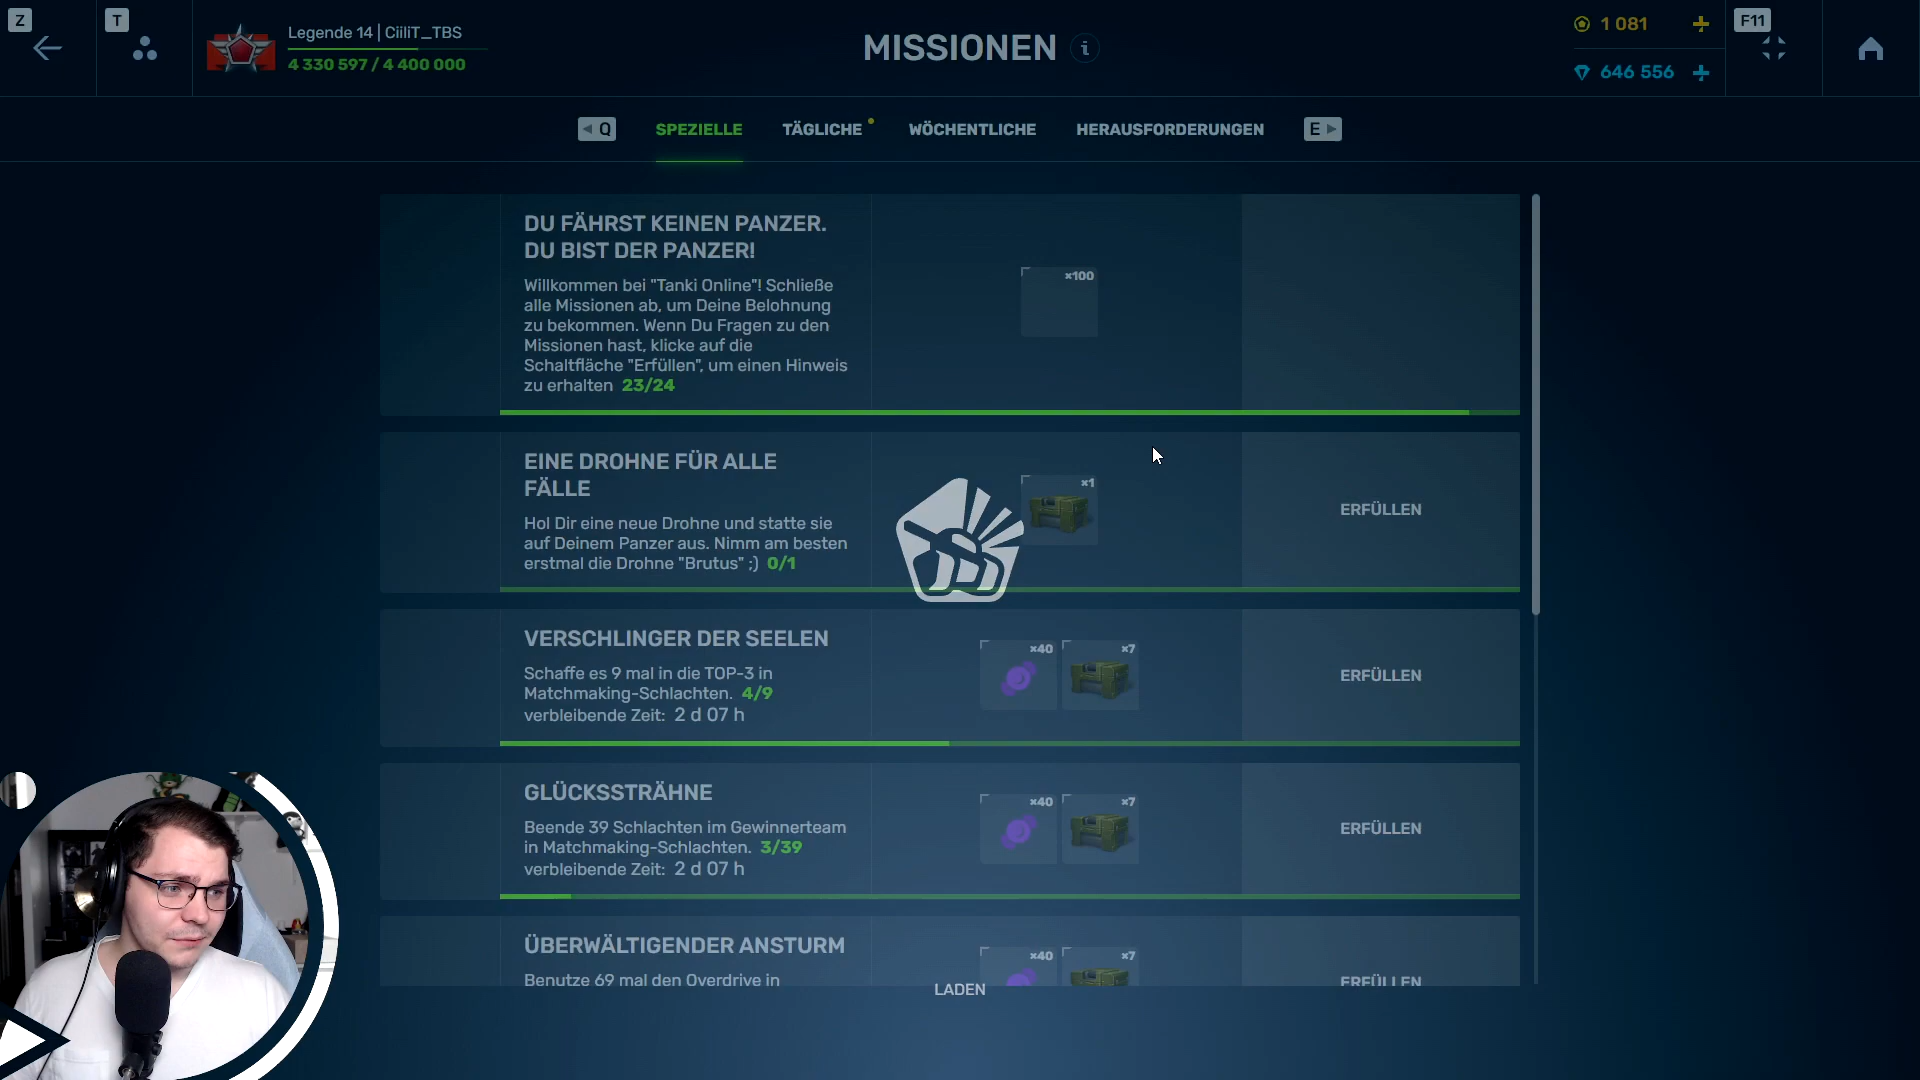 Z
T
Legende 14 | CiiliT_TBS
4 330 597 / 4 400 000
MISSIONEN
i
1 081
646 556
F11
Q
SPEZIELLE
TÄGLICHE
WÖCHENTLICHE
HERAUSFORDERUNGEN
E
DU FÄHRST KEINEN PANZER.
DU BIST DER PANZER!
Willkommen bei "Tanki Online"! Schließe
alle Missionen ab, um Deine Belohnung
zu bekommen. Wenn Du Fragen zu den
Missionen hast, klicke auf die
Schaltfläche "Erfüllen", um einen Hinweis
zu erhalten 23/24
×100
EINE DROHNE FÜR ALLE
FÄLLE
Hol Dir eine neue Drohne und statte sie
auf Deinem Panzer aus. Nimm am besten
erstmal die Drohne "Brutus" ;) 0/1
×1
ERFÜLLEN
VERSCHLINGER DER SEELEN
Schaffe es 9 mal in die TOP-3 in
Matchmaking-Schlachten. 4/9
verbleibende Zeit: 2 d 07 h
×40
×7
ERFÜLLEN
GLÜCKSSTRÄHNE
Beende 39 Schlachten im Gewinnerteam
in Matchmaking-Schlachten. 3/39
verbleibende Zeit: 2 d 07 h
×40
×7
ERFÜLLEN
ÜBERWÄLTIGENDER ANSTURM
Benutze 69 mal den Overdrive in
×40
×7
ERFÜLLEN
LADEN